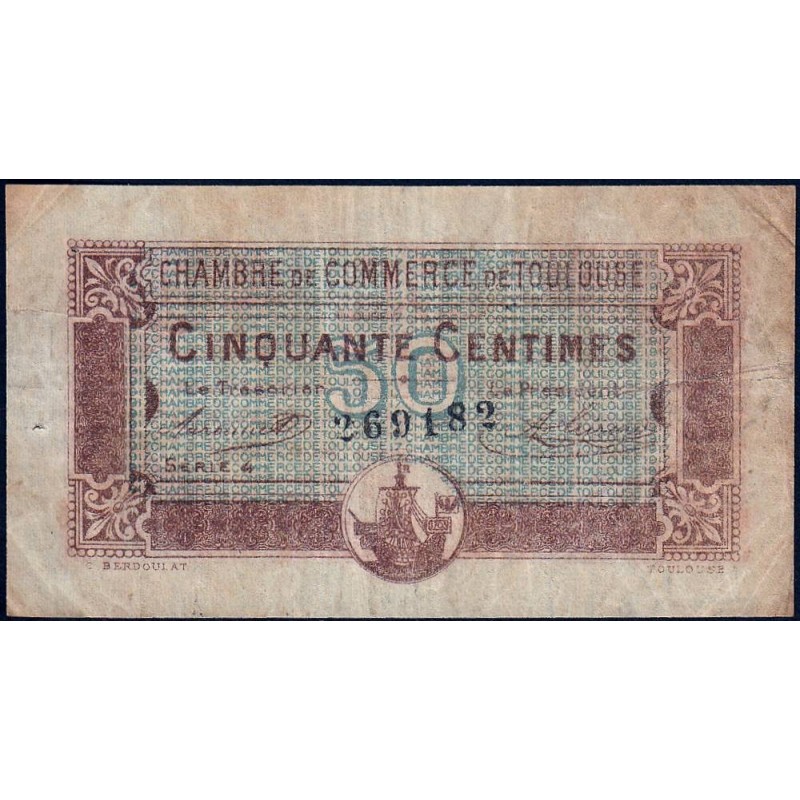 CHAMBRE DE COMMERCE DE TOULOUSE
CINQUANTE CENTIMES
50
Le Trésorier Le Président
269182
SERIE 4
C. BERDOULAT TOULOUSE